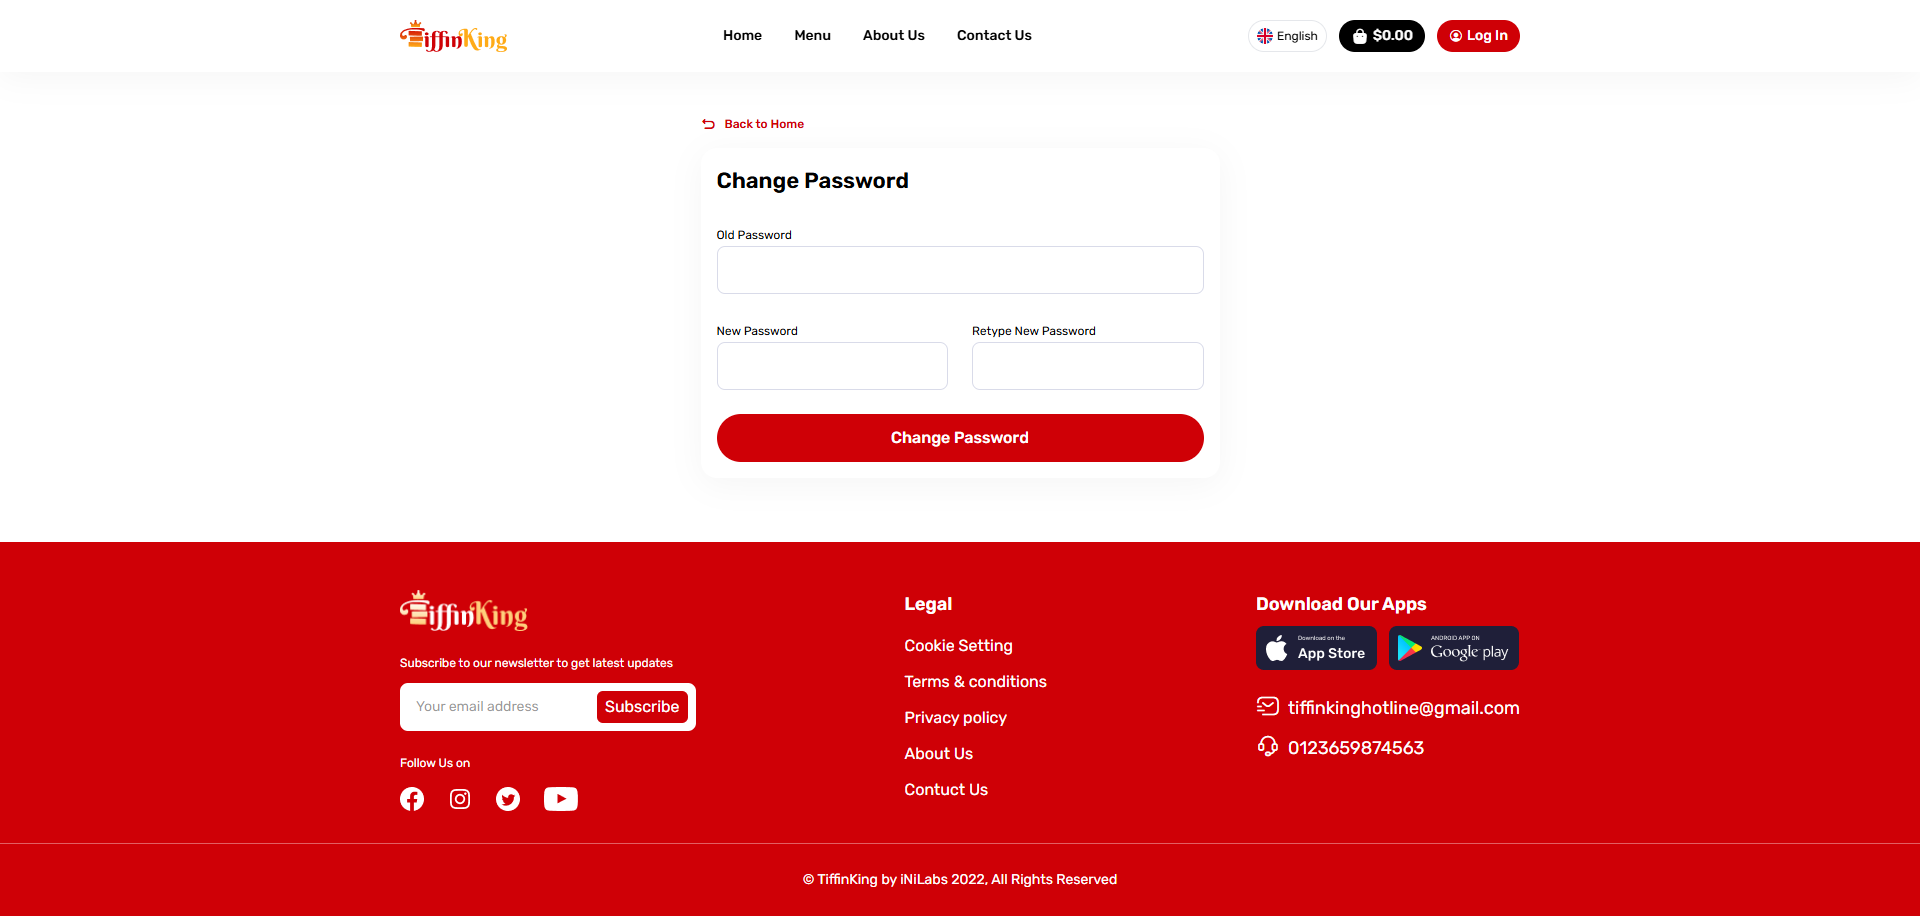 TiffinKing
Home Menu About Us Contact Us
English $0.00 Log In
Back to Home
Change Password
Old Password
New Password Retype New Password
Change Password
TiffinKing
Subscribe to our newsletter to get latest updates
Your email address Subscribe
Follow Us on
Legal
Cookie Setting
Terms & conditions
Privacy policy
About Us
Contuct Us
Download Our Apps
Download on the
App Store
ANDROID APP ON
Google play
tiffinkinghotline@gmail.com
0123659874563
© TiffinKing by iNiLabs 2022, All Rights Reserved